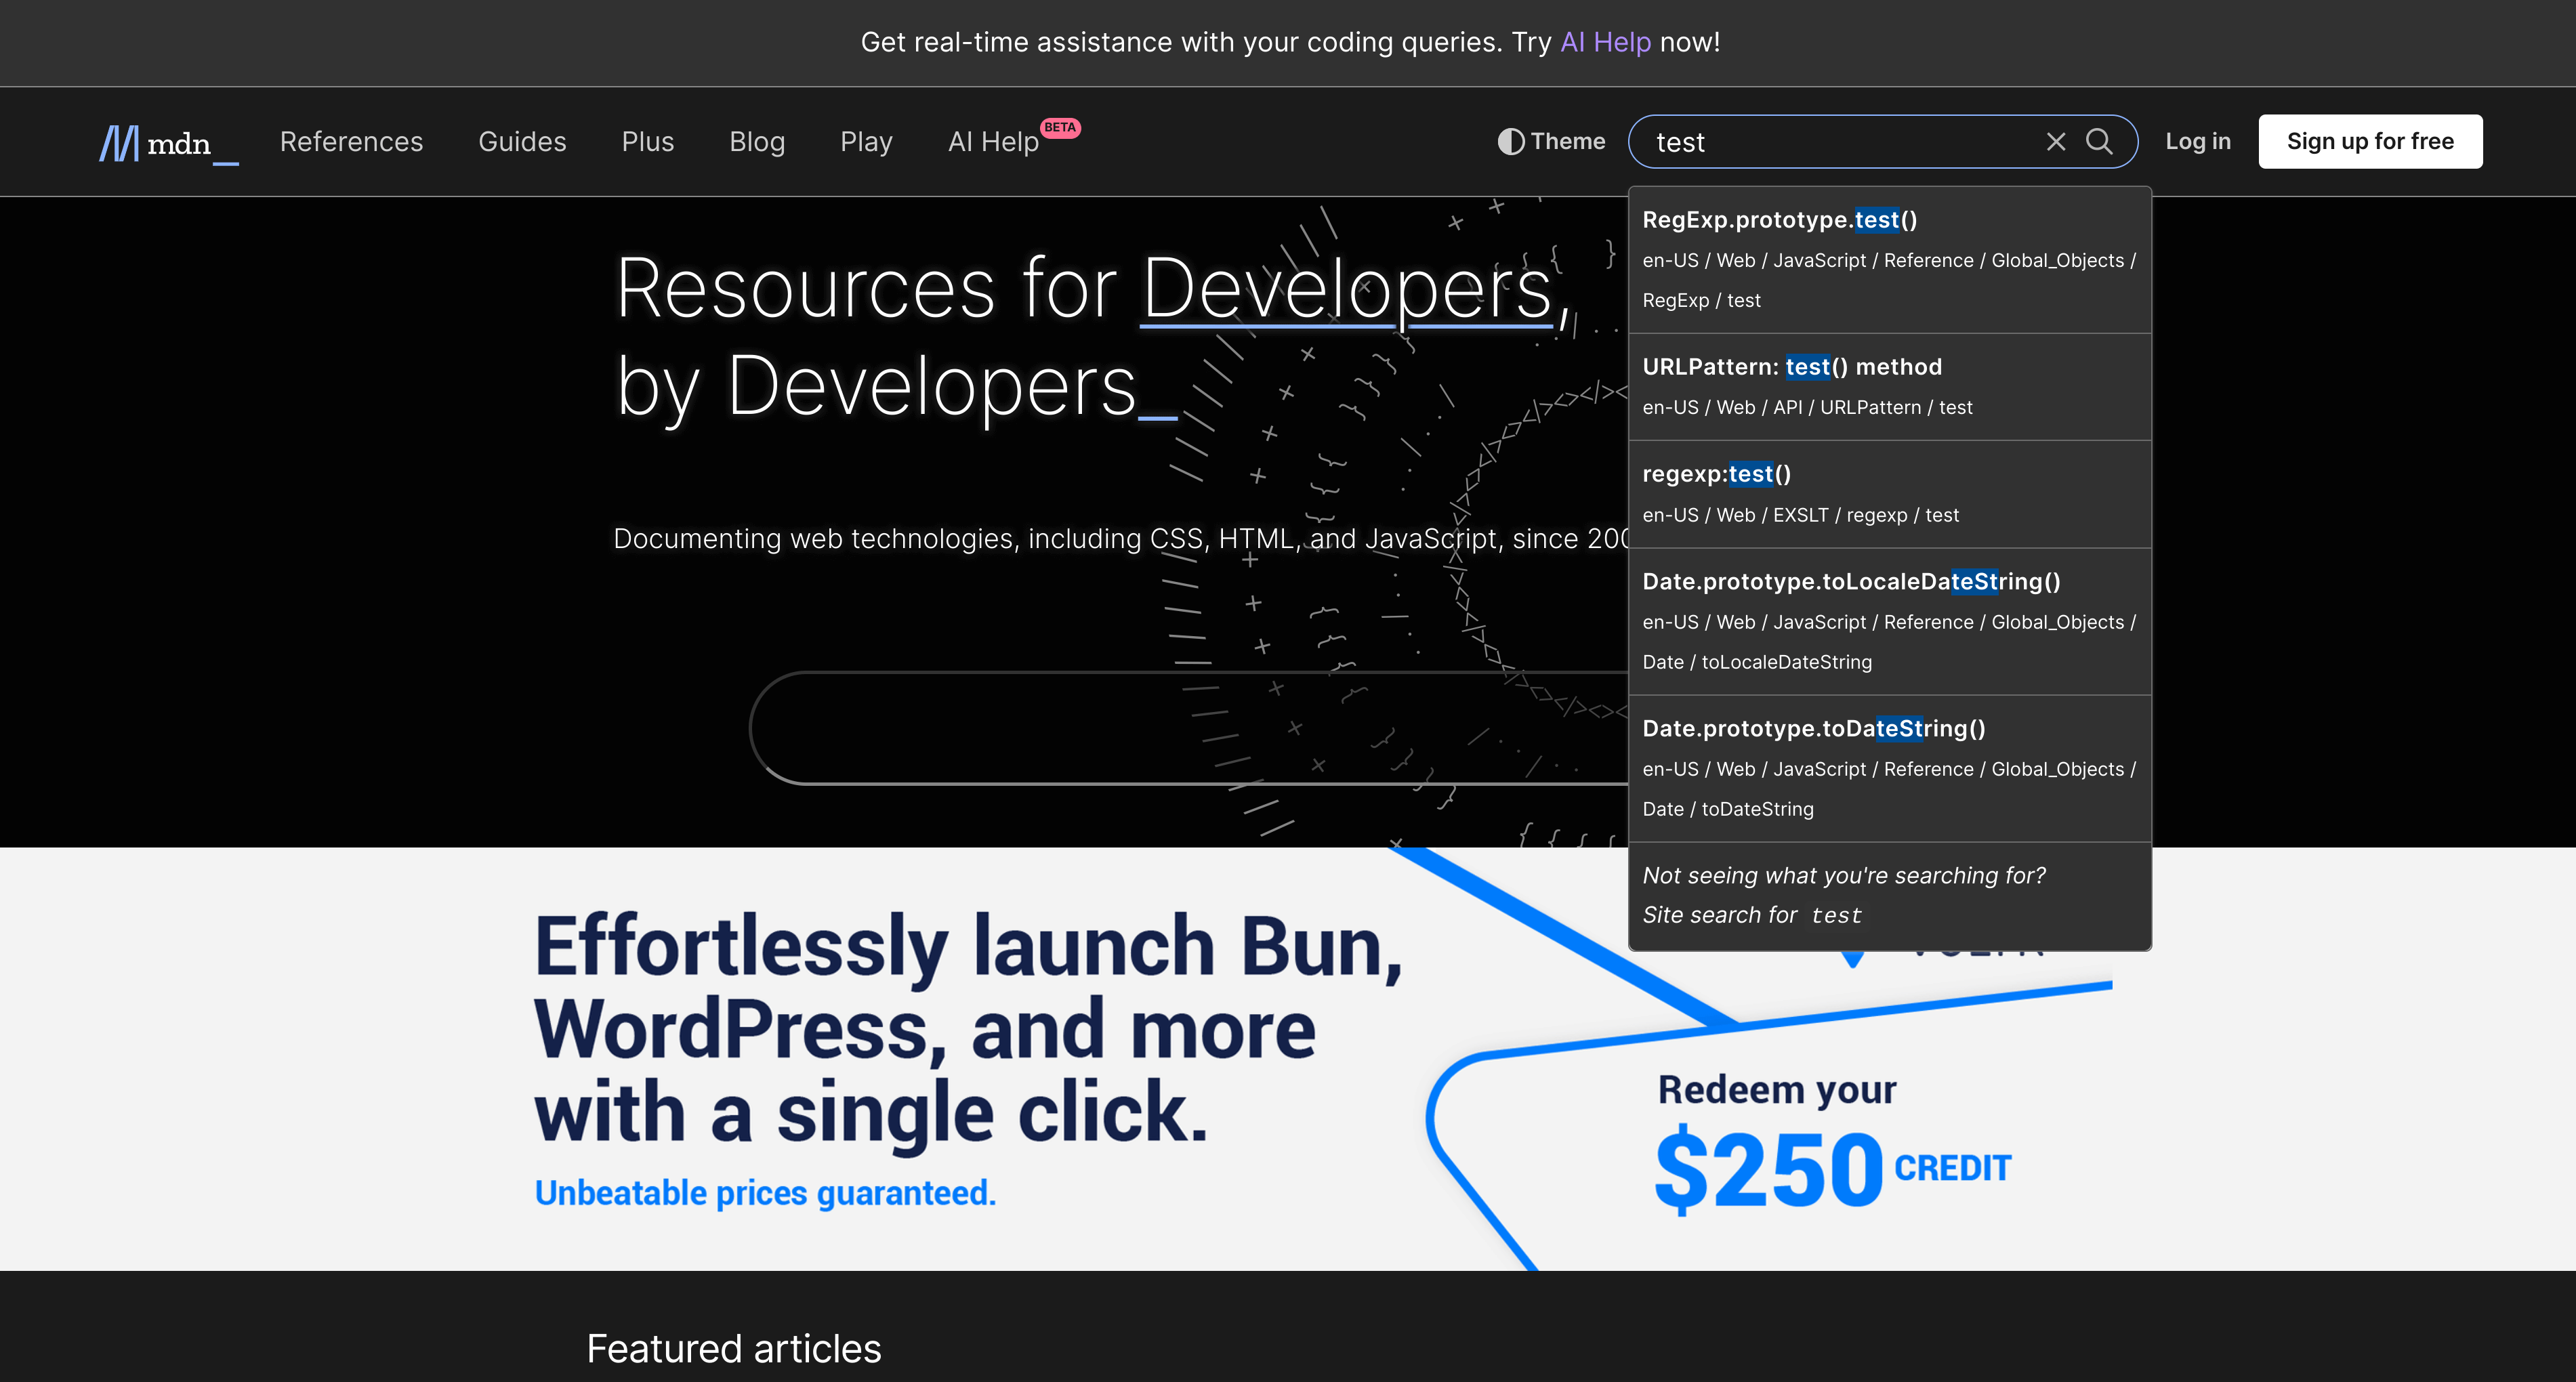 Get real-time assistance with your coding queries. Try AI Help now!
mdn_
References
Guides
Plus
Blog
Play
AI Help BETA
Theme
test
Log in
Sign up for free
RegExp.prototype.test()
en-US / Web / JavaScript / Reference / Global_Objects /
RegExp / test
URLPattern: test() method
en-US / Web / API / URLPattern / test
regexp:test()
en-US / Web / EXSLT / regexp / test
Date.prototype.toLocaleDateString()
en-US / Web / JavaScript / Reference / Global_Objects /
Date / toLocaleDateString
Date.prototype.toDateString()
en-US / Web / JavaScript / Reference / Global_Objects /
Date / toDateString
Not seeing what you're searching for?
Site search for test
Resources for Developers,
by Developers_
Documenting web technologies, including CSS, HTML, and JavaScript, since
Effortlessly launch Bun,
WordPress, and more
with a single click.
Unbeatable prices guaranteed.
Redeem your
$250 CREDIT
Featured articles